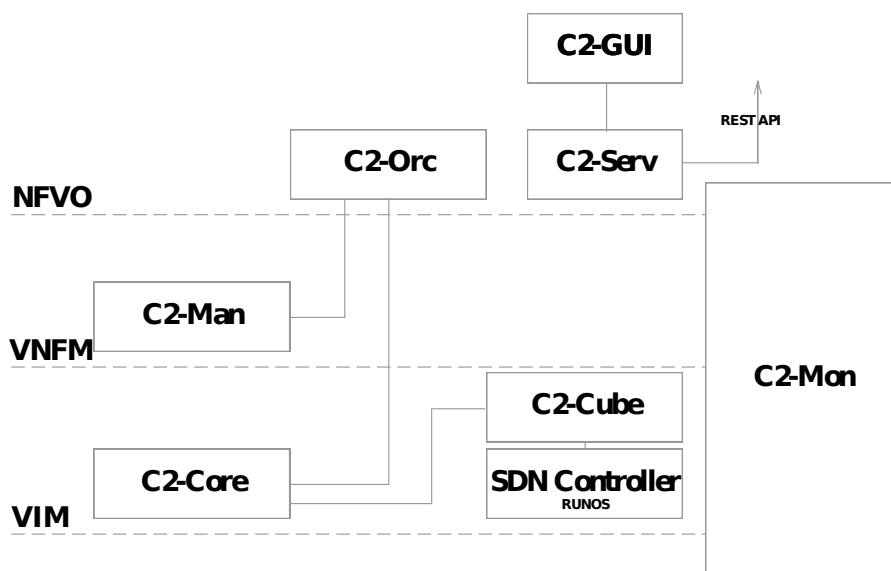 C2-GUI
REST API
C2-Orc
C2-Serv
NFVO
C2-Man
VNFM
C2-Mon
C2-Cube
C2-Core
SDN Controller
RUNOS
VIM